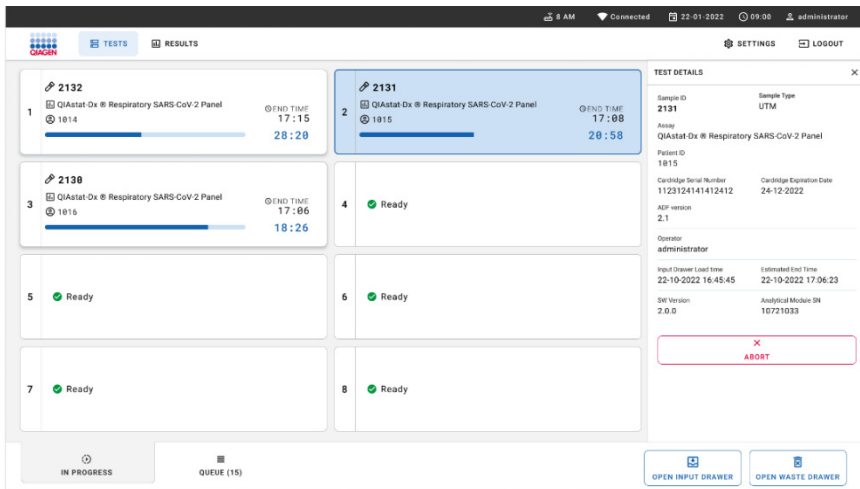 8 AM Connected 22-01-2022 09:00 administrator
QIAGEN TESTS RESULTS SETTINGS LOGOUT
1
2132
QIAstat-Dx ® Respiratory SARS-CoV-2 Panel
1014
END TIME
17:15
28:20
2
2131
QIAstat-Dx ® Respiratory SARS-CoV-2 Panel
1015
END TIME
17:08
20:58
3
2130
QIAstat-Dx ® Respiratory SARS-CoV-2 Panel
1016
END TIME
17:06
18:26
4 Ready
5 Ready
6 Ready
7 Ready
8 Ready
TEST DETAILS
Sample ID Sample Type
2131 UTM
Assay
QIAstat-Dx ® Respiratory SARS-CoV-2 Panel
Patient ID
1015
Cardridge Serial Number Cardridge Expiration Date
1123124141412412 24-12-2022
ADF version
2.1
Operator
administrator
Input Drawer Load time Estimated End Time
22-10-2022 16:45:45 22-10-2022 17:06:23
SW Version Analytical Module SN
2.0.0 10721033
ABORT
IN PROGRESS QUEUE (15)
OPEN INPUT DRAWER OPEN WASTE DRAWER